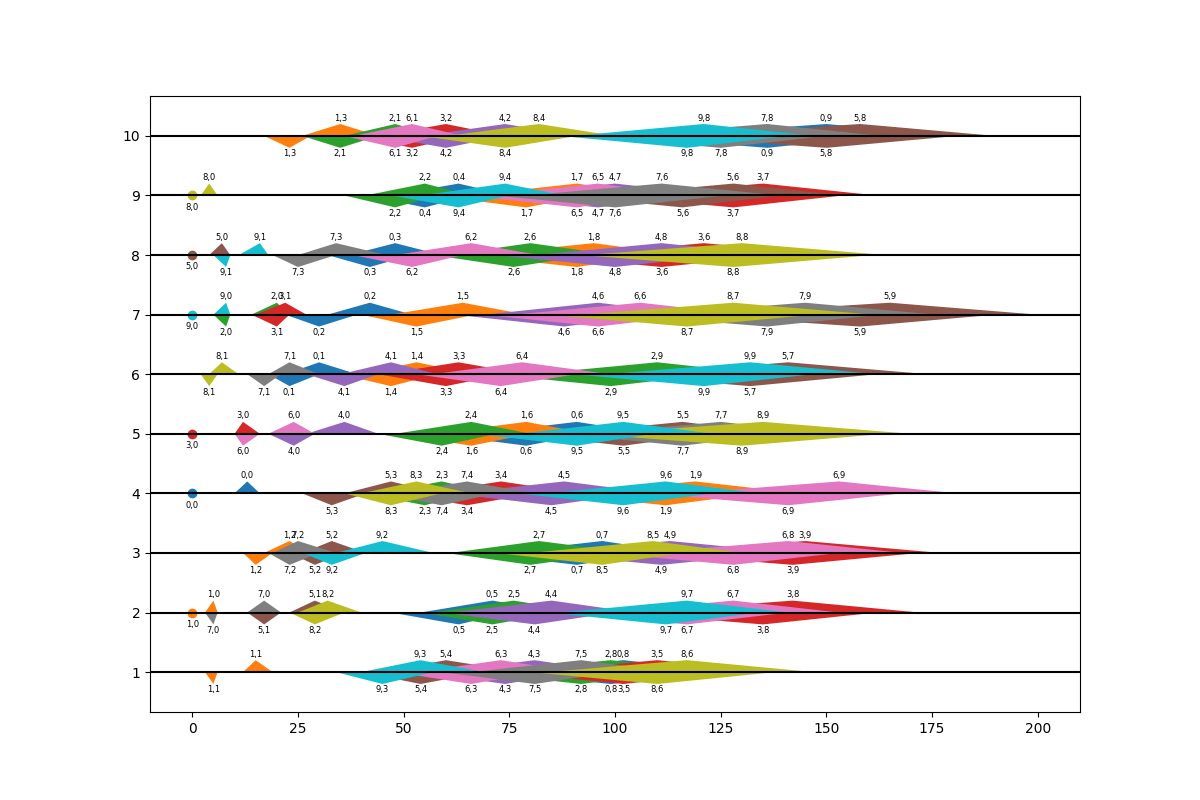 1,3 2,1 6,1 3,2 4,2 8,4 9,8 7,8 0,9 5,8
10
1,3 2,1 6,1 3,2 4,2 8,4 9,8 7,8 0,9 5,8
8,0 2,2 0,4 9,4 1,7 6,5 4,7 7,6 5,6 3,7
9
8,0 2,2 0,4 9,4 1,7 6,5 4,7 7,6 5,6 3,7
5,0 9,1 7,3 0,3 6,2 2,6 1,8 4,8 3,6 8,8
8
5,0 9,1 7,3 0,3 6,2 2,6 1,8 4,8 3,6 8,8
9,0 2,0 3,1 0,2 1,5 4,6 6,6 8,7 7,9 5,9
7
9,0 2,0 3,1 0,2 1,5 4,6 6,6 8,7 7,9 5,9
8,1 7,1 0,1 4,1 1,4 3,3 6,4 2,9 9,9 5,7
6
8,1 7,1 0,1 4,1 1,4 3,3 6,4 2,9 9,9 5,7
3,0 6,0 4,0 2,4 1,6 0,6 9,5 5,5 7,7 8,9
5
3,0 6,0 4,0 2,4 1,6 0,6 9,5 5,5 7,7 8,9
0,0 5,3 8,3 2,3 7,4 3,4 4,5 9,6 1,9 6,9
4
0,0 5,3 8,3 2,3 7,4 3,4 4,5 9,6 1,9 6,9
1,2 7,2 5,2 9,2 2,7 0,7 8,5 4,9 6,8 3,9
3
1,2 7,2 5,2 9,2 2,7 0,7 8,5 4,9 6,8 3,9
1,0 7,0 5,1 8,2 0,5 2,5 4,4 9,7 6,7 3,8
2
1,0 7,0 5,1 8,2 0,5 2,5 4,4 9,7 6,7 3,8
1,1 9,3 5,4 6,3 4,3 7,5 2,8 0,8 3,5 8,6
1
1,1 9,3 5,4 6,3 4,3 7,5 2,8 0,8 3,5 8,6
0 25 50 75 100 125 150 175 200